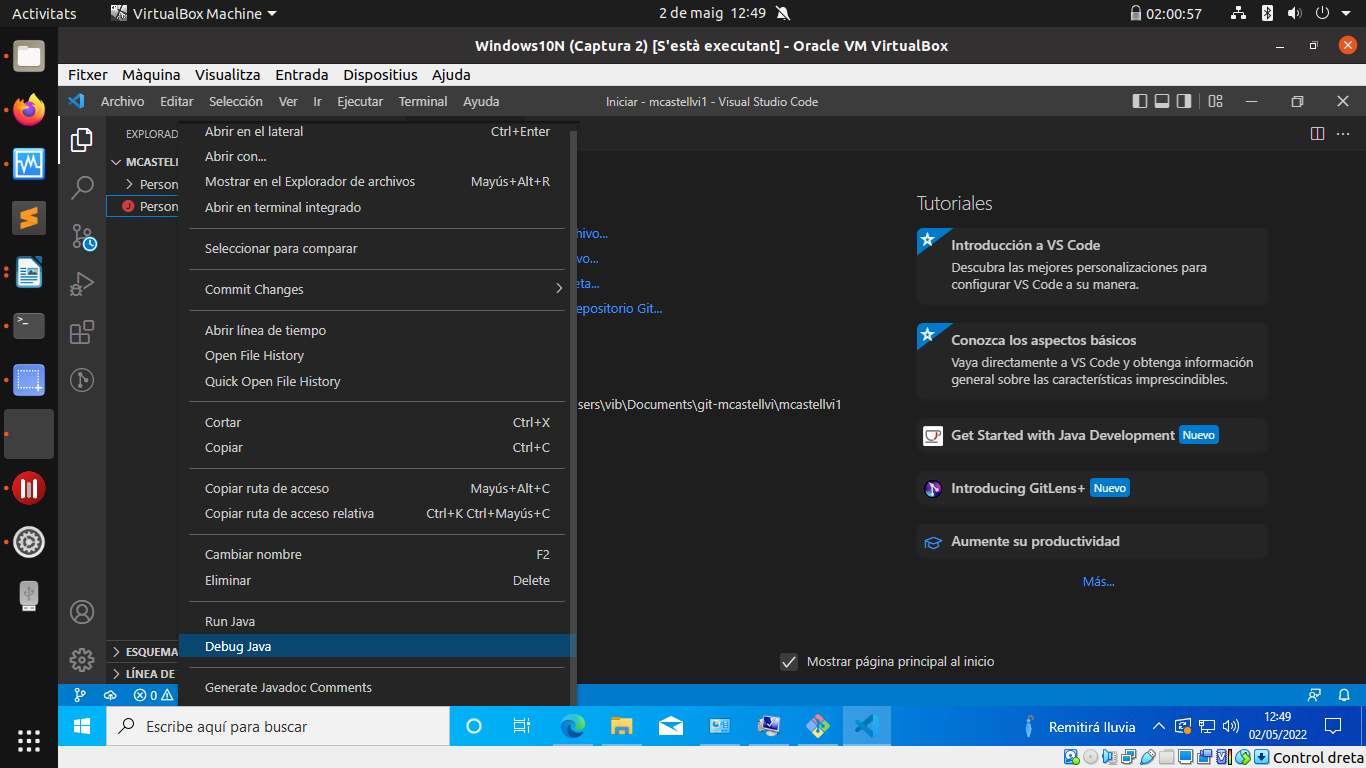 Activitats VirtualBox Machine 2 de maig 12:49 02:00:57
Windows10N (Captura 2) [S'està executant] - Oracle VM VirtualBox
Fitxer Màquina Visualitza Entrada Dispositius Ajuda
Archivo Editar Selección Ver Ir Ejecutar Terminal Ayuda Iniciar - mcastellvi1 - Visual Studio Code
EXPLORAD
MCASTELL
Person
Person
ESQUEMA
LÍNEA DE
Abrir en el lateral Ctrl+Enter
Abrir con...
Mostrar en el Explorador de archivos Mayús+Alt+R
Abrir en terminal integrado
Seleccionar para comparar
Commit Changes
Abrir línea de tiempo
Open File History
Quick Open File History
Cortar Ctrl+X
Copiar Ctrl+C
Copiar ruta de acceso Mayús+Alt+C
Copiar ruta de acceso relativa Ctrl+K Ctrl+Mayús+C
Cambiar nombre F2
Eliminar Delete
Run Java
Debug Java
Generate Javadoc Comments
hivo...
vo...
eta...
epositorio Git...
sers\vib\Documents\git-mcastellvi\mcastellvi1
Tutoriales
Introducción a VS Code
Descubra las mejores personalizaciones para
configurar VS Code a su manera.
Conozca los aspectos básicos
Vaya directamente a VS Code y obtenga información
general sobre las características imprescindibles.
Get Started with Java Development Nuevo
Introducing GitLens+ Nuevo
Aumente su productividad
Más...
Mostrar página principal al inicio
0
Escribe aquí para buscar
Remitirá lluvia
12:49
02/05/2022
Control dreta